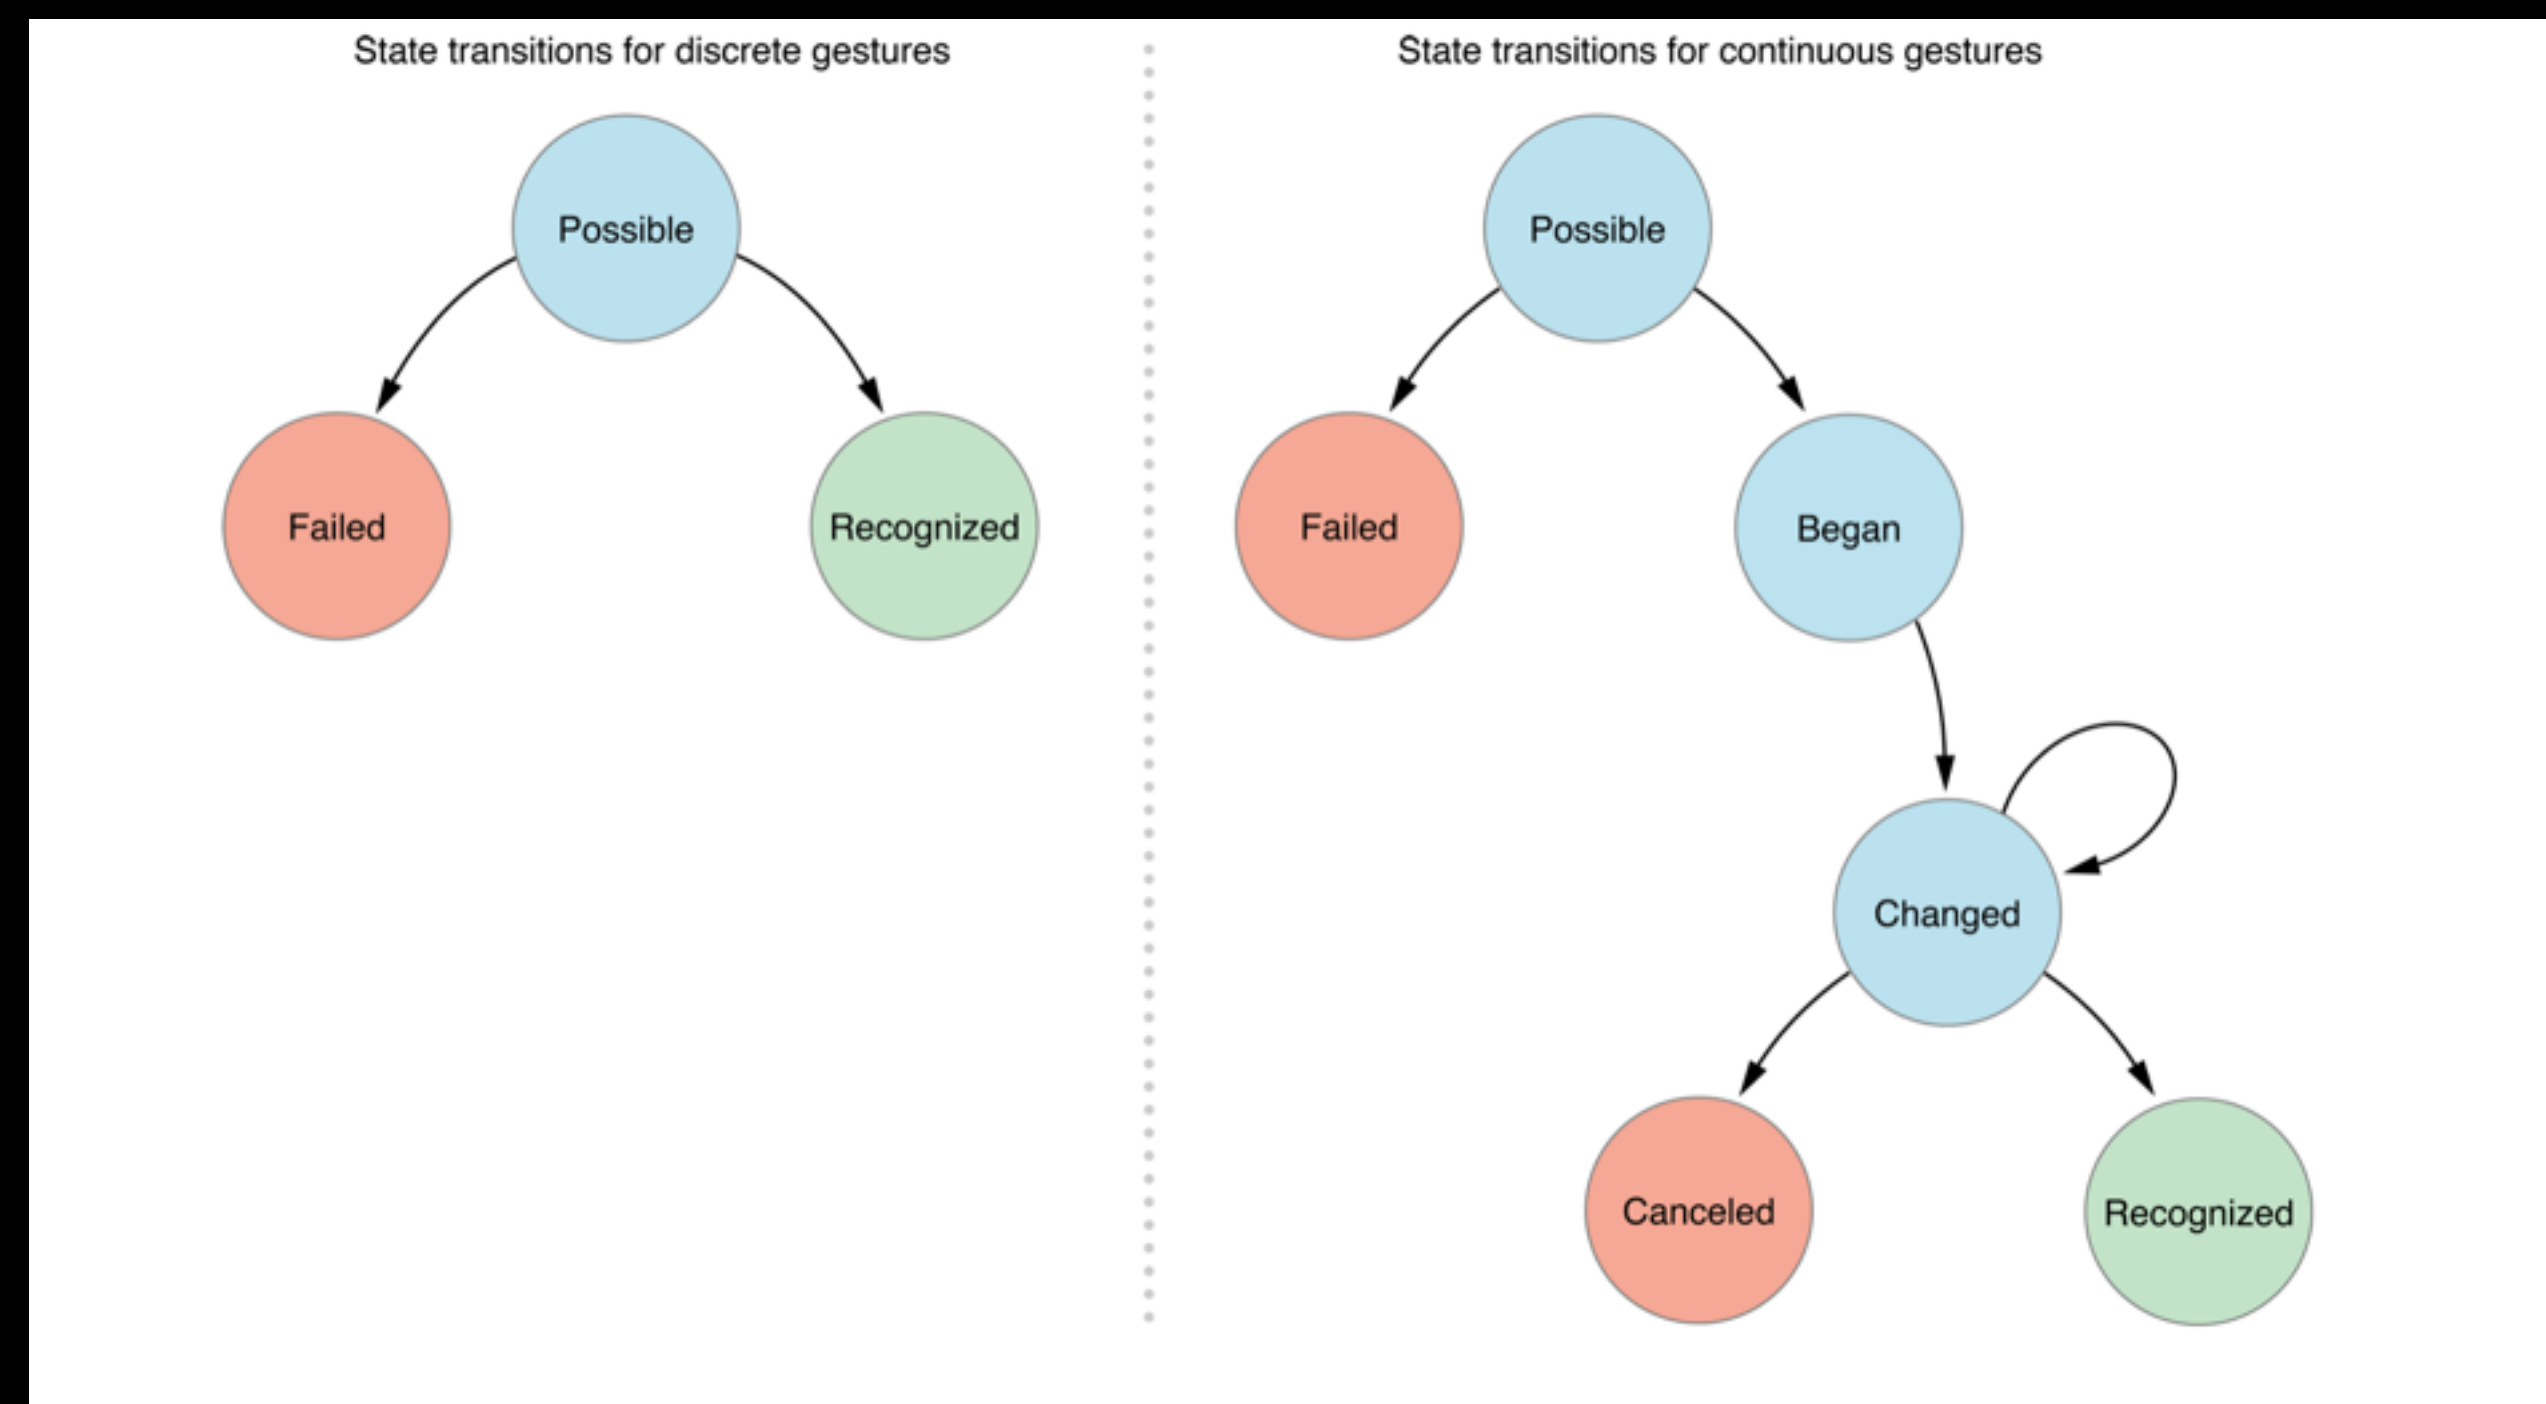 State transitions for discrete gestures
Possible
Failed
Recognized
State transitions for continuous gestures
Possible
Failed
Began
Changed
Canceled
Recognized